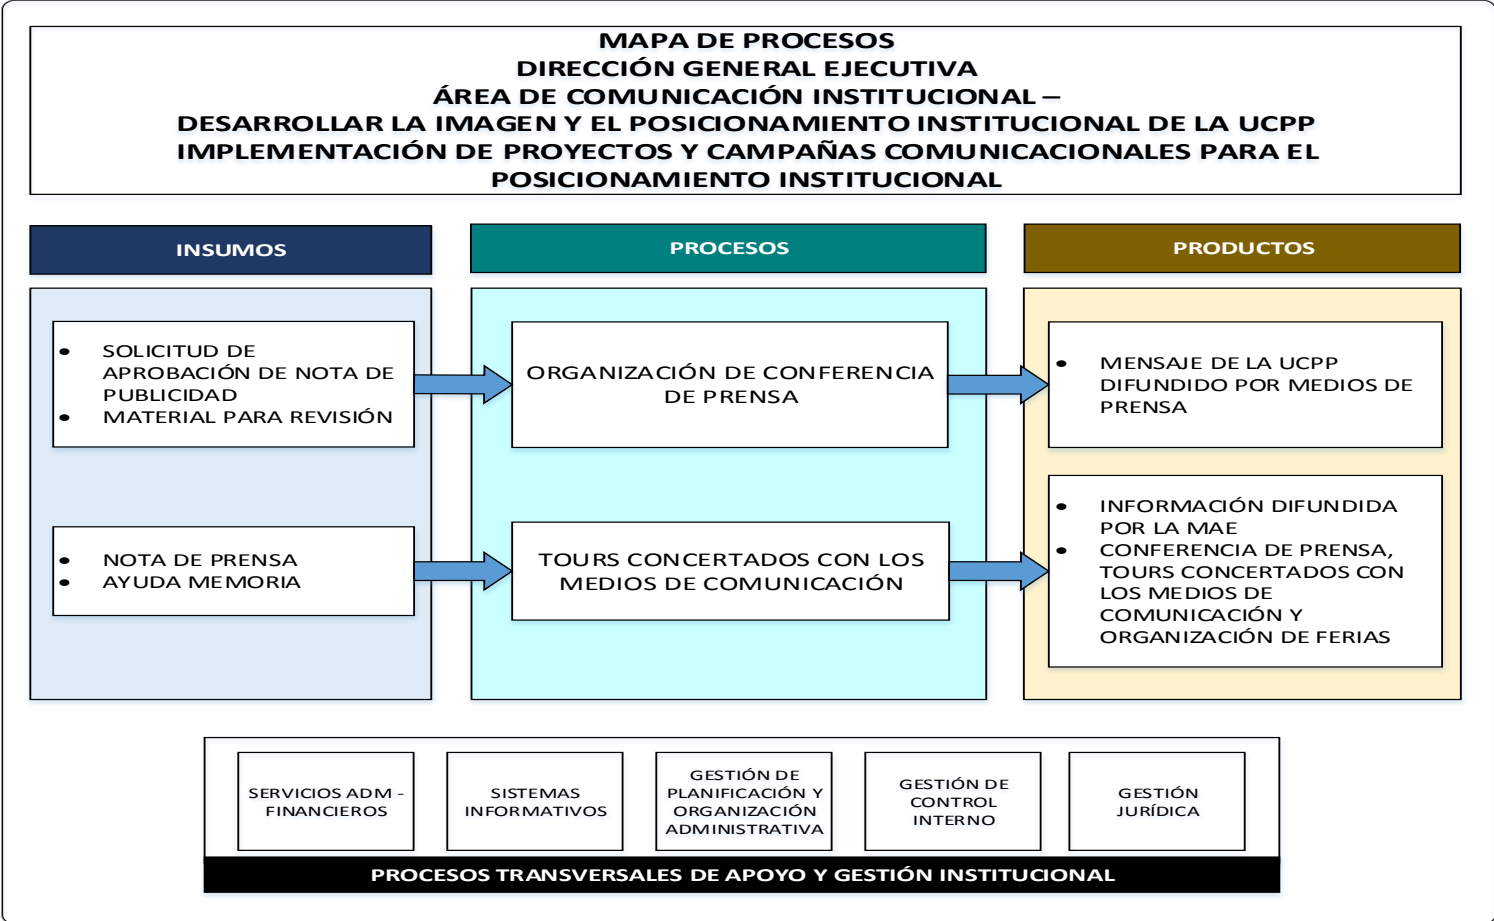 MAPA DE PROCESOS
DIRECCIÓN GENERAL EJECUTIVA
ÁREA DE COMUNICACIÓN INSTITUCIONAL –
DESARROLLAR LA IMAGEN Y EL POSICIONAMIENTO INSTITUCIONAL DE LA UCPP
IMPLEMENTACIÓN DE PROYECTOS Y CAMPAÑAS COMUNICACIONALES PARA EL
POSICIONAMIENTO INSTITUCIONAL
INSUMOS
PROCESOS
PRODUCTOS
• SOLICITUD DE
APROBACIÓN DE NOTA DE
PUBLICIDAD
• MATERIAL PARA REVISIÓN
ORGANIZACIÓN DE CONFERENCIA
DE PRENSA
• MENSAJE DE LA UCPP
DIFUNDIDO POR MEDIOS DE
PRENSA
• NOTA DE PRENSA
• AYUDA MEMORIA
TOURS CONCERTADOS CON LOS
MEDIOS DE COMUNICACIÓN
• INFORMACIÓN DIFUNDIDA
POR LA MAE
• CONFERENCIA DE PRENSA,
TOURS CONCERTADOS CON
LOS MEDIOS DE
COMUNICACIÓN Y
ORGANIZACIÓN DE FERIAS
SERVICIOS ADM -
FINANCIEROS
SISTEMAS
INFORMATIVOS
GESTIÓN DE
PLANIFICACIÓN Y
ORGANIZACIÓN
ADMINISTRATIVA
GESTIÓN DE
CONTROL
INTERNO
GESTIÓN
JURÍDICA
PROCESOS TRANSVERSALES DE APOYO Y GESTIÓN INSTITUCIONAL